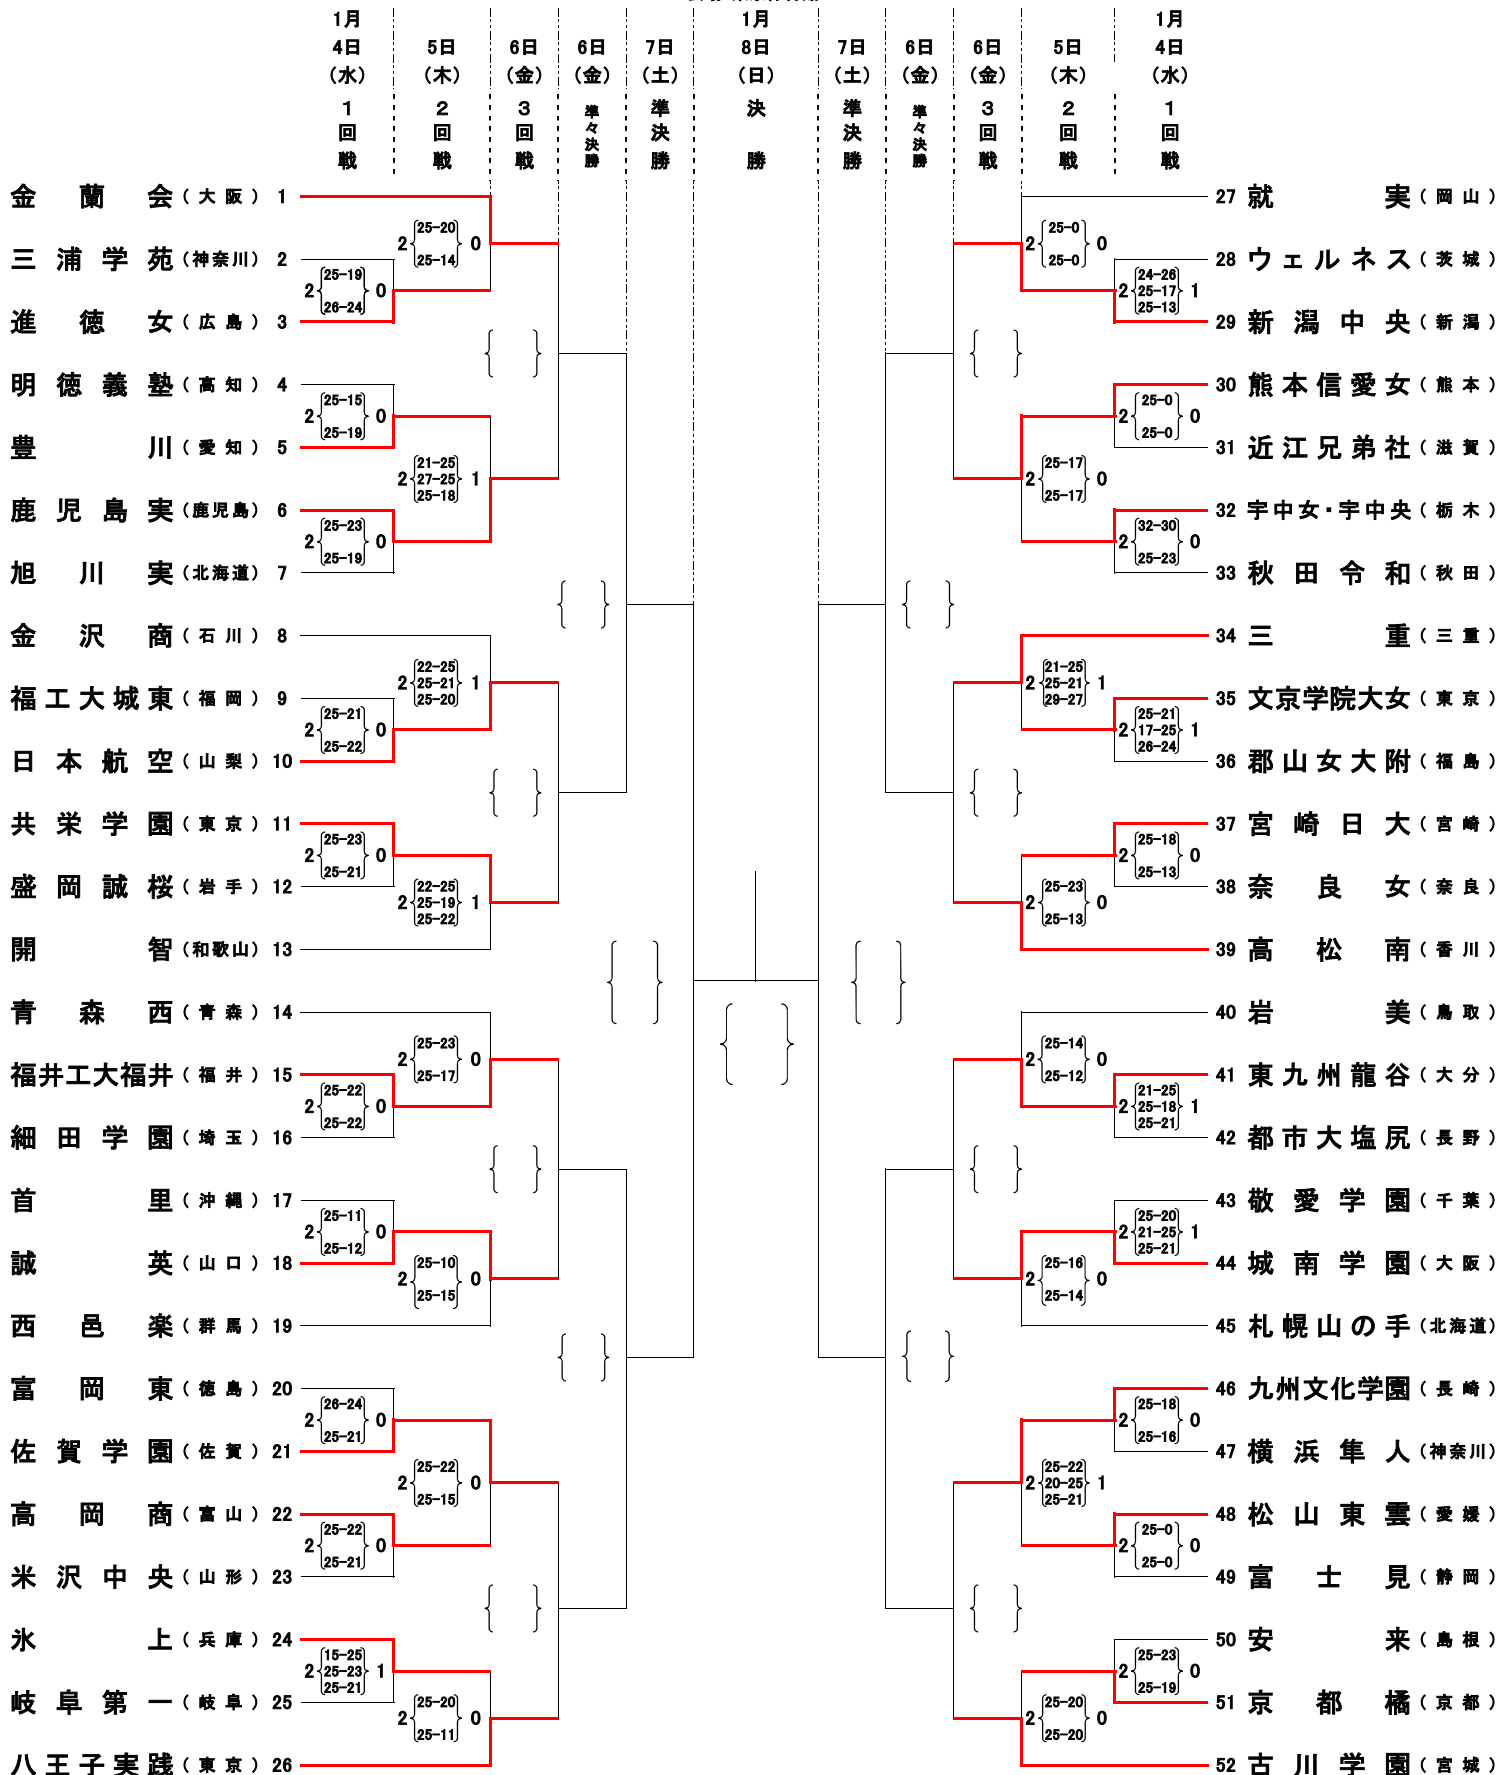 1月 1月 1月
4日 5日 6日 6日 7日 8日 7日 6日 6日 5日 4日
(水) (木) (金) (金) (土) (日) (土) (金) (金) (木) (水)
1回戦 2回戦 3回戦 準々決勝 準決勝 決勝 準決勝 準々決勝 3回戦 2回戦 1回戦
金蘭会(大阪) 1
2 25-20 25-14 0
三浦学苑(神奈川) 2
2 25-19 26-24 0
進徳女(広島) 3
明徳義塾(高知) 4
2 25-15 25-19 0
豊川(愛知) 5
2 21-25 27-25 25-18 1
鹿児島実(鹿児島) 6
2 25-23 25-19 0
旭川実(北海道) 7
金沢商(石川) 8
2 22-25 25-21 25-20 1
福工大城東(福岡) 9
2 25-21 25-22 0
日本航空(山梨) 10
共栄学園(東京) 11
2 25-23 25-21 0
盛岡誠桜(岩手) 12
2 22-25 25-19 25-22 1
開智(和歌山) 13
青森西(青森) 14
2 25-23 25-17 0
福井工大福井(福井) 15
2 25-22 25-22 0
細田学園(埼玉) 16
首里(沖縄) 17
2 25-11 25-12 0
誠英(山口) 18
2 25-10 25-15 0
西邑楽(群馬) 19
富岡東(徳島) 20
2 26-24 25-21 0
佐賀学園(佐賀) 21
2 25-22 25-15 0
高岡商(富山) 22
2 25-22 25-21 0
米沢中央(山形) 23
氷上(兵庫) 24
2 15-25 25-23 25-21 1
岐阜第一(岐阜) 25
2 25-20 25-11 0
八王子実践(東京) 26
27 就実(岡山)
2 25-0 25-0 0
28 ウェルネス(茨城)
2 24-26 25-17 25-13 1
29 新潟中央(新潟)
30 熊本信愛女(熊本)
2 25-0 25-0 0
31 近江兄弟社(滋賀)
2 25-17 25-17 0
32 宇中女・宇中央(栃木)
2 32-30 25-23 0
33 秋田令和(秋田)
34 三重(三重)
2 21-25 25-21 29-27 1
35 文京学院大女(東京)
2 25-21 17-25 26-24 1
36 郡山女大附(福島)
37 宮崎日大(宮崎)
2 25-18 25-13 0
38 奈良女(奈良)
2 25-23 25-13 0
39 高松南(香川)
40 岩美(鳥取)
2 25-14 25-12 0
41 東九州龍谷(大分)
2 21-25 25-18 25-21 1
42 都市大塩尻(長野)
43 敬愛学園(千葉)
2 25-20 21-25 25-21 1
44 城南学園(大阪)
2 25-16 25-14 0
45 札幌山の手(北海道)
46 九州文化学園(長崎)
2 25-18 25-16 0
47 横浜隼人(神奈川)
2 25-22 20-25 25-21 1
48 松山東雲(愛媛)
2 25-0 25-0 0
49 富士見(静岡)
50 安来(島根)
2 25-23 25-19 0
51 京都橘(京都)
2 25-20 25-20 0
52 古川学園(宮城)